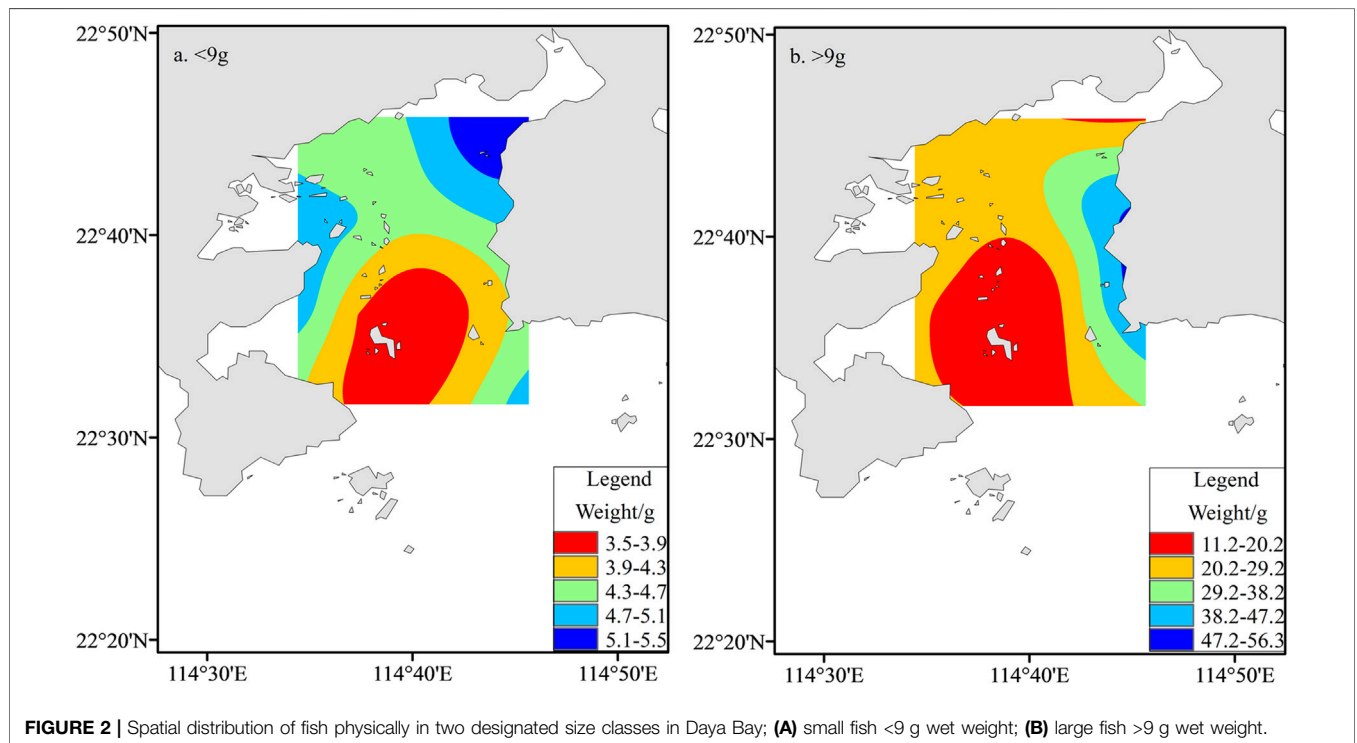 22°50'N
a. <9g
22°40'N
22°30'N
22°20'N
114°30'E
114°40'E
114°50'E
Legend
Weight/g
3.5-3.9
3.9-4.3
4.3-4.7
4.7-5.1
5.1-5.5
22°50'N
b. >9g
22°40'N
22°30'N
22°20'N
114°30'E
114°40'E
114°50'E
Legend
Weight/g
11.2-20.2
20.2-29.2
29.2-38.2
38.2-47.2
47.2-56.3
FIGURE 2 | Spatial distribution of fish physically in two designated size classes in Daya Bay; (A) small fish <9 g wet weight; (B) large fish >9 g wet weight.